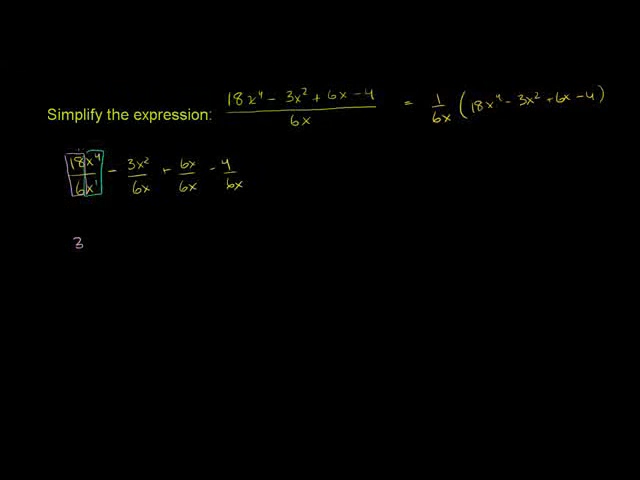 Simplify the expression: (18x⁴ - 3x² + 6x - 4)/(6x) = 1/(6x) (18x⁴ - 3x² + 6x - 4)
18x⁴/6x¹ - 3x²/6x + 6x/6x - 4/6x
3